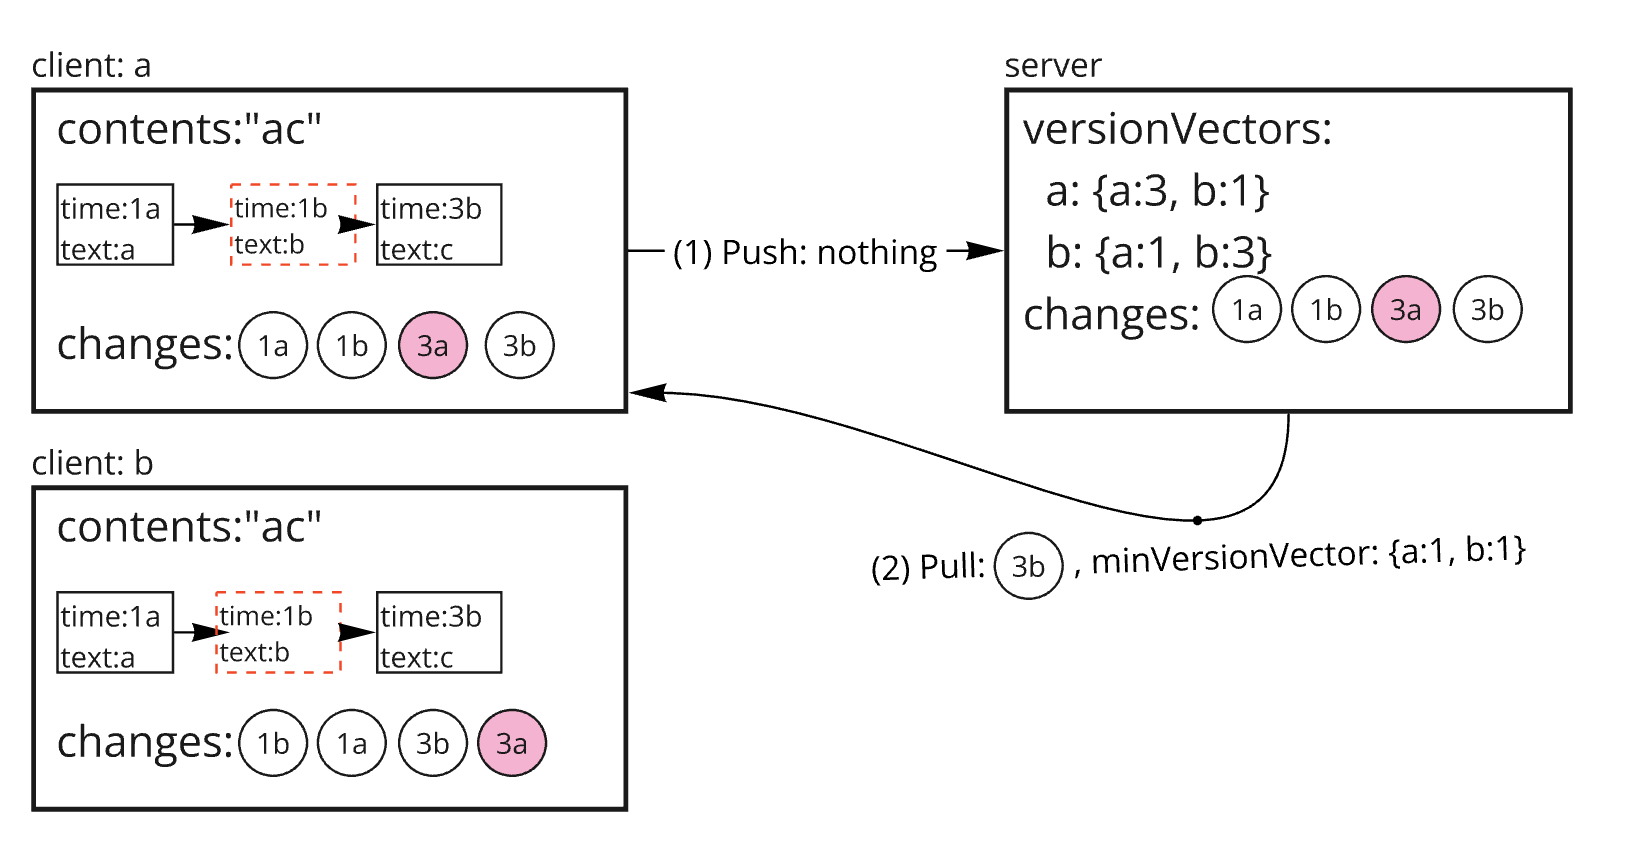 client: a
contents:"ac"
time:1a
text:a
time:1b
text:b
time:3b
text:c
changes: 1a 1b 3a 3b
(1) Push: nothing
server
versionVectors:
a: {a:3, b:1}
b: {a:1, b:3}
changes: 1a 1b 3a 3b
(2) Pull: 3b , minVersionVector: {a:1, b:1}
client: b
contents:"ac"
time:1a
text:a
time:1b
text:b
time:3b
text:c
changes: 1b 1a 3b 3a